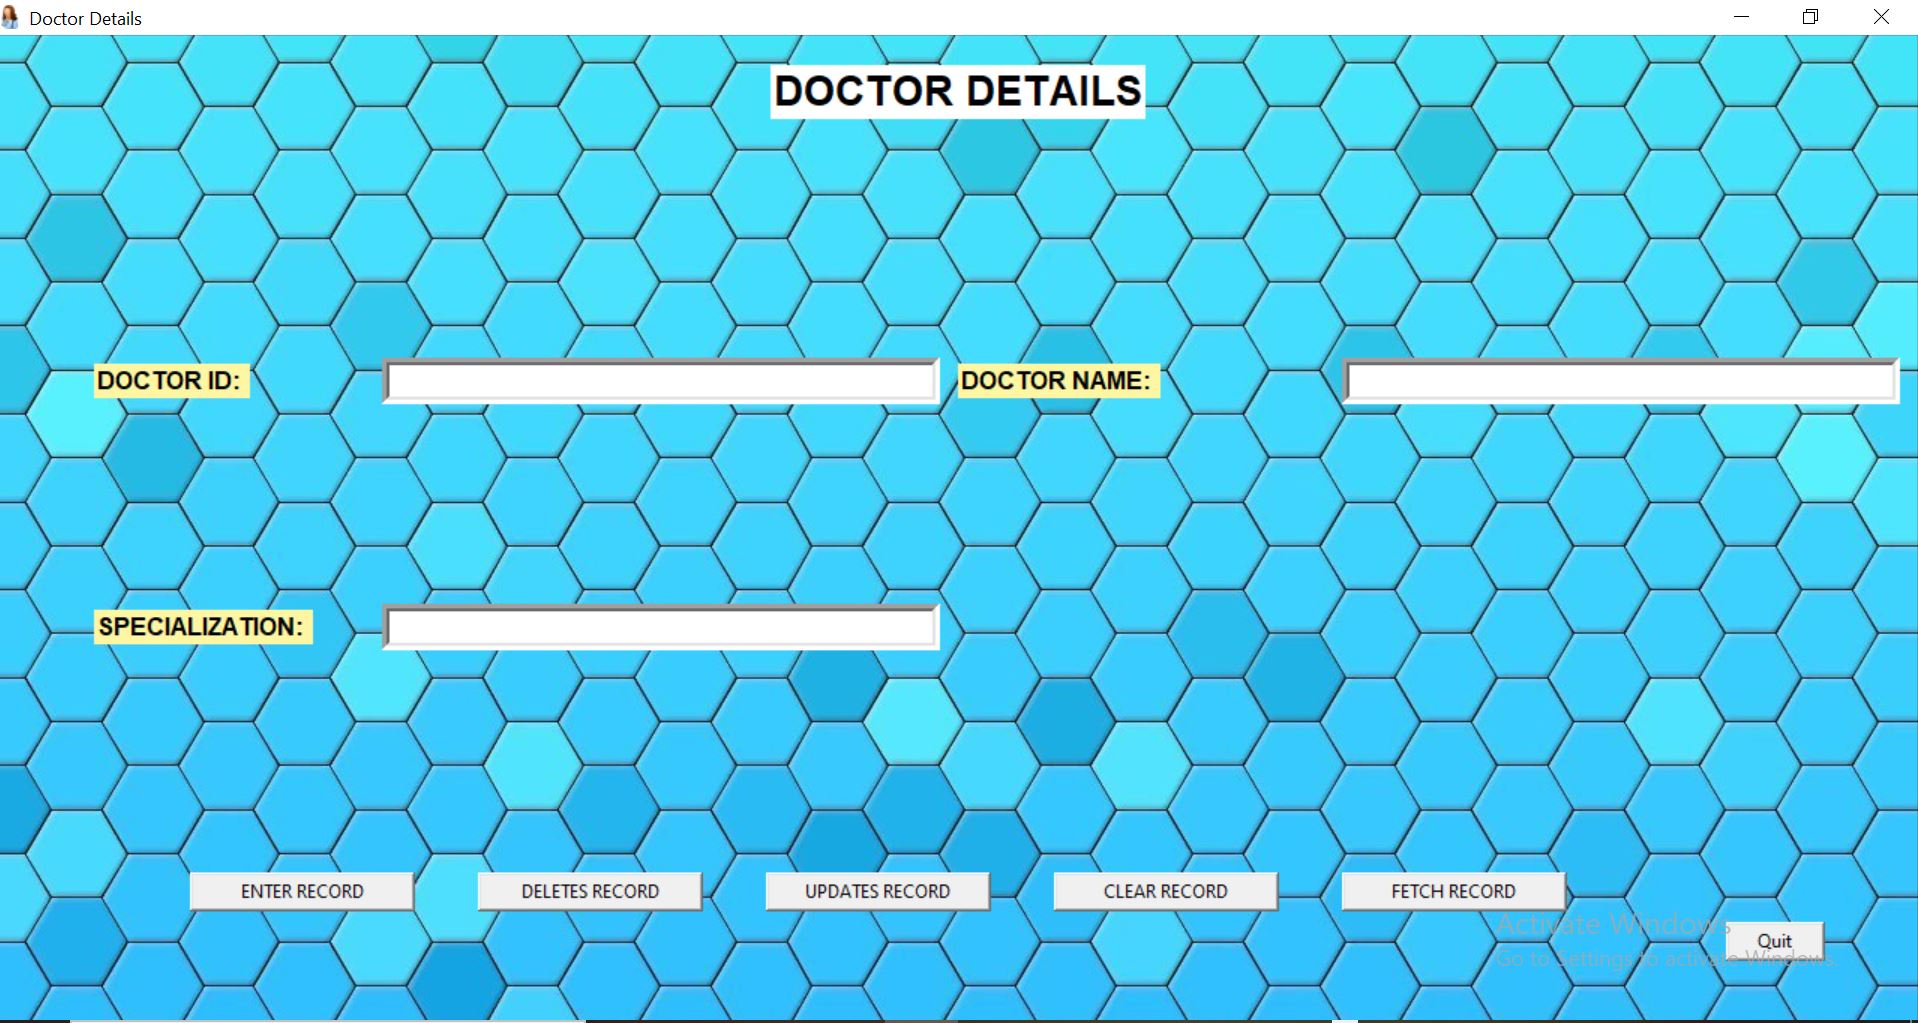 Doctor Details
DOCTOR DETAILS
DOCTOR ID:
DOCTOR NAME:
SPECIALIZATION:
ENTER RECORD
DELETES RECORD
UPDATES RECORD
CLEAR RECORD
FETCH RECORD
Activate Windows
Quit
Go to Settings to activate Windows.